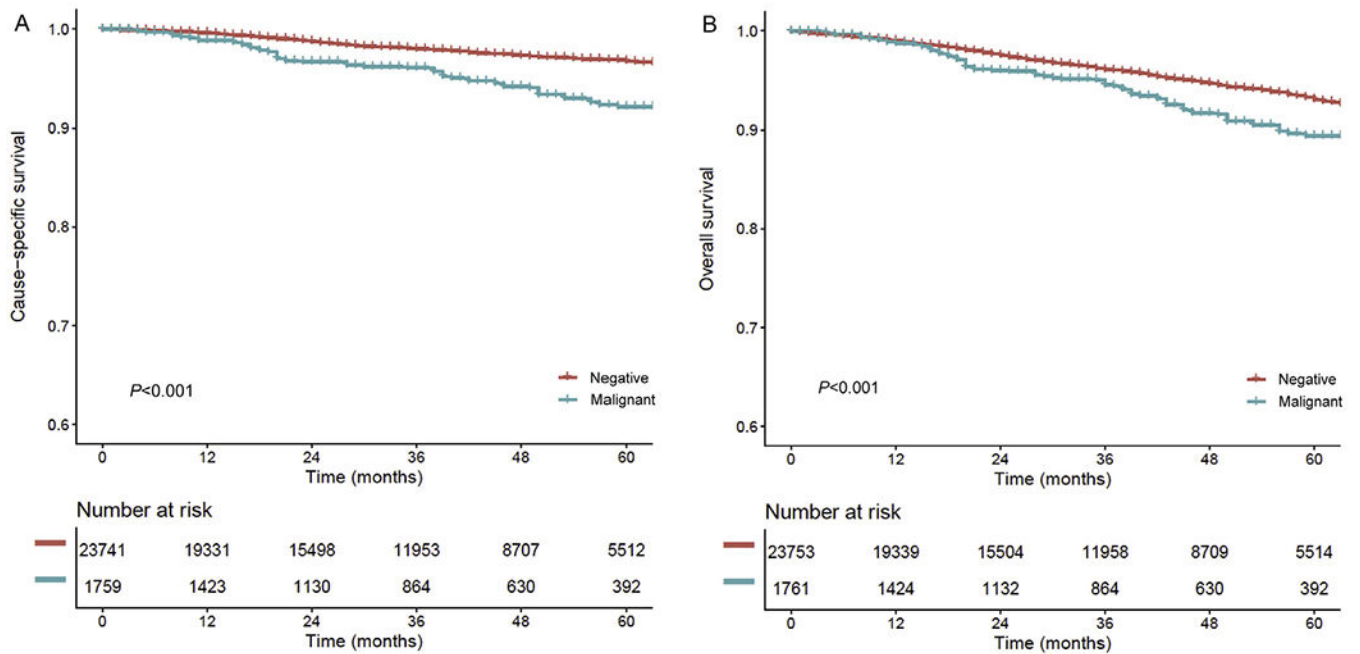 A
Cause-specific survival
1.0
0.9
0.8
0.7
0.6
P<0.001
Negative
Malignant
0 12 24 36 48 60
Time (months)
Number at risk
23741 19331 15498 11953 8707 5512
1759 1423 1130 864 630 392
0 12 24 36 48 60
Time (months)
B
Overall survival
1.0
0.9
0.8
0.7
0.6
P<0.001
Negative
Malignant
0 12 24 36 48 60
Time (months)
Number at risk
23753 19339 15504 11958 8709 5514
1761 1424 1132 864 630 392
0 12 24 36 48 60
Time (months)